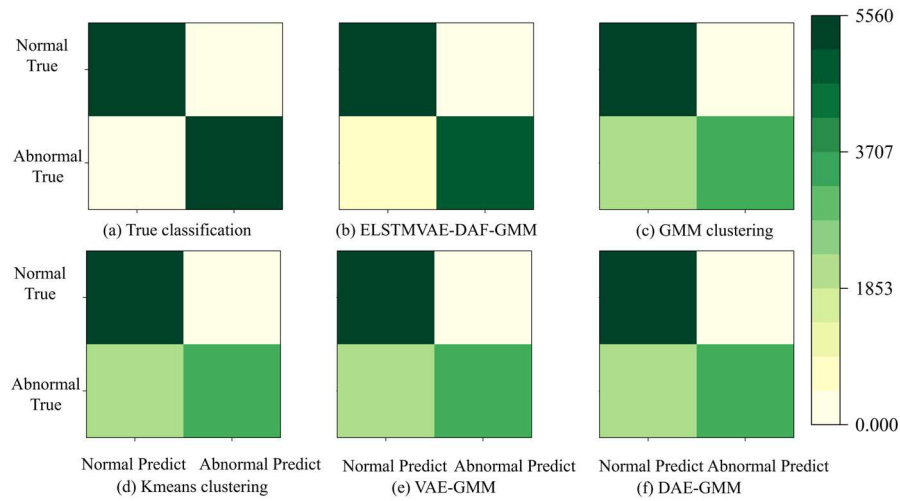 Normal
True
Abnormal
True
(a) True classification
(b) ELSTMVAE-DAF-GMM
(c) GMM clustering
5560
3707
1853
0.000
Normal
True
Abnormal
True
Normal Predict Abnormal Predict
Normal Predict Abnormal Predict
Normal Predict Abnormal Predict
(d) Kmeans clustering
(e) VAE-GMM
(f) DAE-GMM